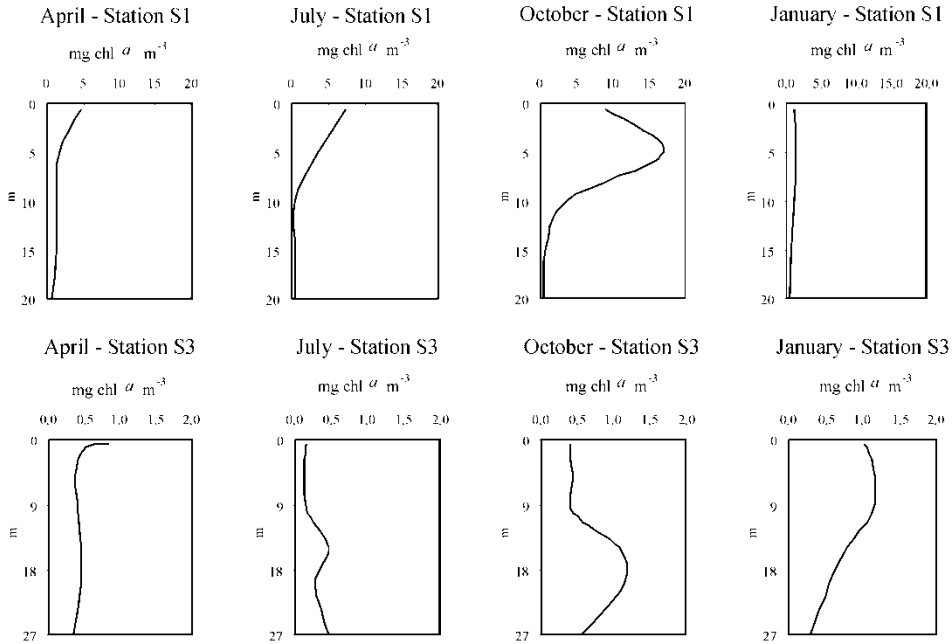 April - Station S1
mg chl a m-3
0 5 10 15 20
0
5
m
10
15
20
July - Station S1
mg chl a m-3
0 5 10 15 20
0
5
m
10
15
20
October - Station S1
mg chl a m-3
0 5 10 15 20
0
5
m
10
15
20
January - Station S1
mg chl a m-3
0,0 5,0 10,0 15,0 20,0
0
5
m
10
15
20
April - Station S3
mg chl a m-3
0,0 0,5 1,0 1,5 2,0
0
9
m
18
27
July - Station S3
mg chl a m-3
0,0 0,5 1,0 1,5 2,0
0
9
m
18
27
October - Station S3
mg chl a m-3
0,0 0,5 1,0 1,5 2,0
0
9
m
18
27
January - Station S3
mg chl a m-3
0,0 0,5 1,0 1,5 2,0
0
9
m
18
27